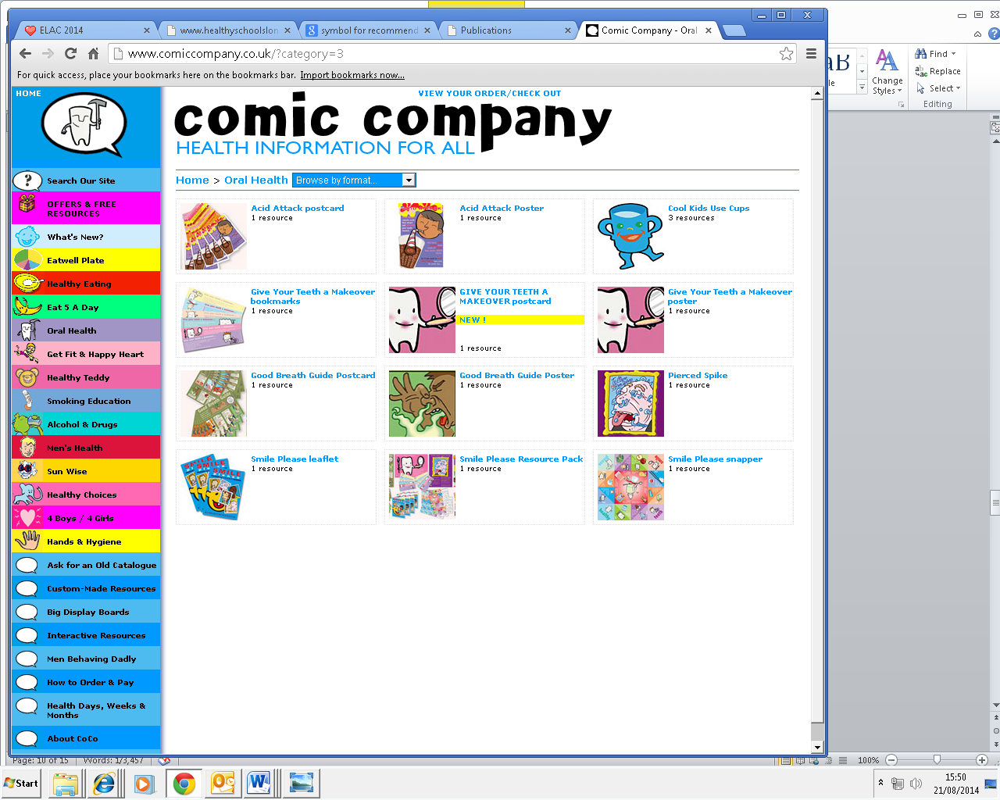 ELAC 2014
www.healthyschoolslon
symbol for recommend
Publications
Comic Company - Oral
www.comiccompany.co.uk/?category=3
For quick access, place your bookmarks here on the bookmarks bar. Import bookmarks now...
Change
Styles
Find
Replace
Select
Editing
HOME
Search Our Site
OFFERS & FREE
RESOURCES
What's New?
Eatwell Plate
Healthy Eating
Eat 5 A Day
Oral Health
Get Fit & Happy Heart
Healthy Teddy
Smoking Education
Alcohol & Drugs
Men's Health
Sun Wise
Healthy Choices
4 Boys / 4 Girls
Hands & Hygiene
Ask for an Old Catalogue
Custom-Made Resources
Big Display Boards
Interactive Resources
Men Behaving Dadly
How to Order & Pay
Health Days, Weeks &
Months
About CoCo
VIEW YOUR ORDER/CHECK OUT
comic company
HEALTH INFORMATION FOR ALL
Home > Oral Health Browse by format...
Acid Attack postcard
1 resource
Acid Attack Poster
1 resource
Cool Kids Use Cups
3 resources
Give Your Teeth a Makeover
bookmarks
1 resource
GIVE YOUR TEETH A
MAKEOVER postcard
NEW !
1 resource
Give Your Teeth a Makeover
poster
1 resource
Good Breath Guide Postcard
1 resource
Good Breath Guide Poster
1 resource
Pierced Spike
1 resource
Smile Please leaflet
1 resource
Smile Please Resource Pack
1 resource
Smile Please snapper
1 resource
Page: 10 of 15
Words: 1/3,457
100%
Start
15:50
21/08/2014